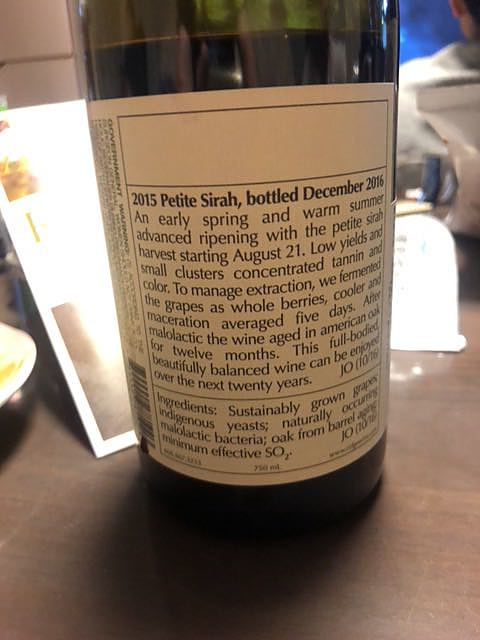 2015 Petite Sirah, bottled December 2016
An early spring and warm summer
advanced ripening with the petite sirah
harvest starting August 21. Low yields and
small clusters concentrated tannin and
color. To manage extraction, we fermented
the grapes as whole berries, cooler and
maceration averaged five days. After
malolactic the wine aged in american oak
for twelve months. This full-bodied,
beautifully balanced wine can be enjoyed
over the next twenty years. JO (10/16)
Ingredients: Sustainably grown grapes
indigenous yeasts; naturally occurring
malolactic bacteria; oak from barrel aging
minimum effective SO₂. JO (10/16)
750 mL
GOVERNMENT WARNING